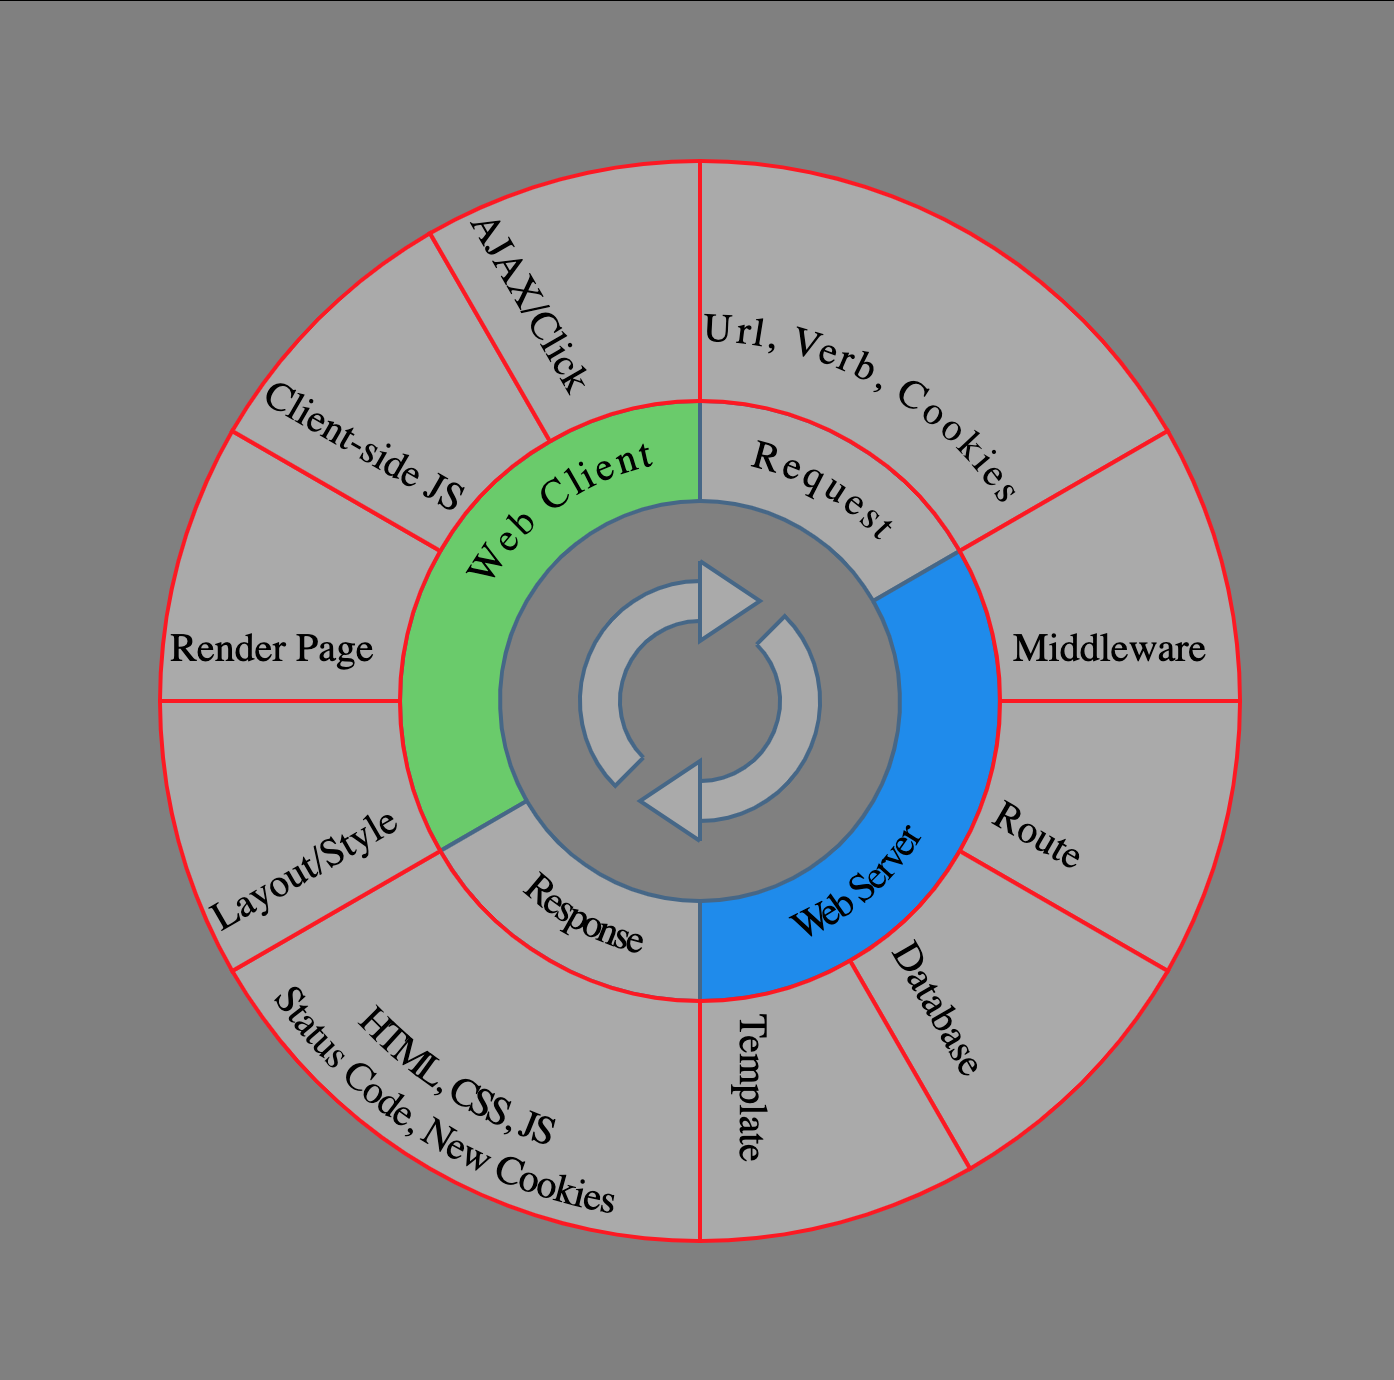 Url, Verb, Cookies
Request
Middleware
Route
Database
Template
Web Server
Response
HTML, CSS, JS
Status Code, New Cookies
Layout/Style
Render Page
Client-side JS
AJAX/Click
Web Client